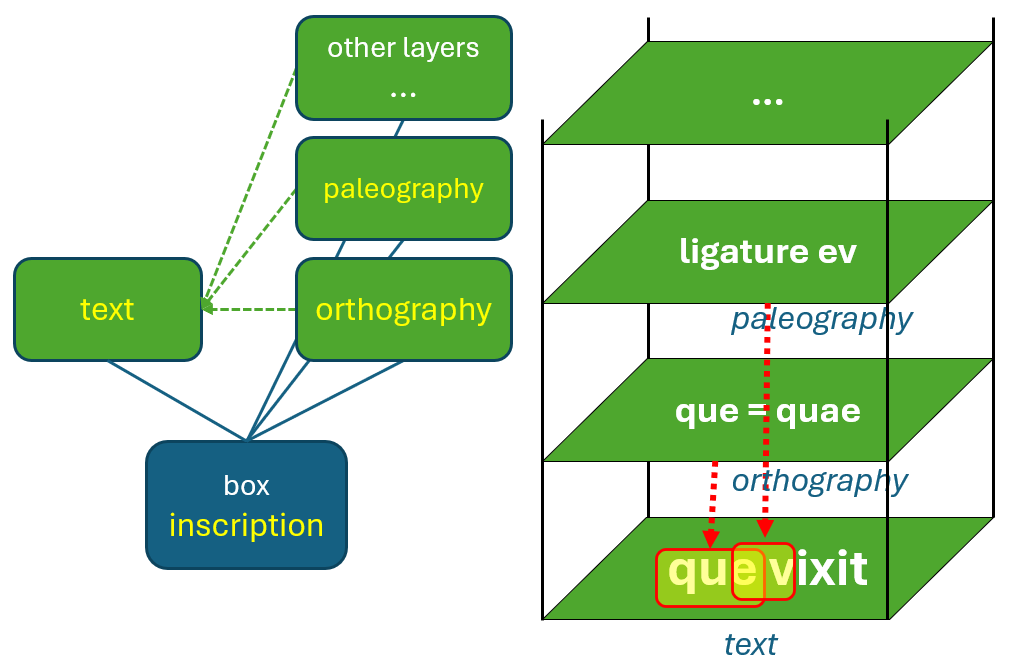 other layers
...
paleography
text
orthography
box
inscription
...
ligature ev
paleography
que = quae
orthography
que vixit
text